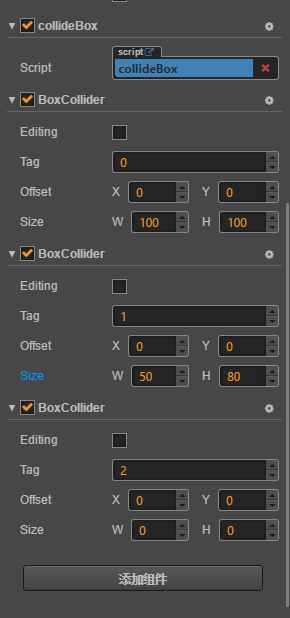 collideBox
script
Script collideBox
BoxCollider
Editing
Tag 0
Offset X 0 Y 0
Size W 100 H 100
BoxCollider
Editing
Tag 1
Offset X 0 Y 0
Size W 50 H 80
BoxCollider
Editing
Tag 2
Offset X 0 Y 0
Size W 0 H 0
添加组件